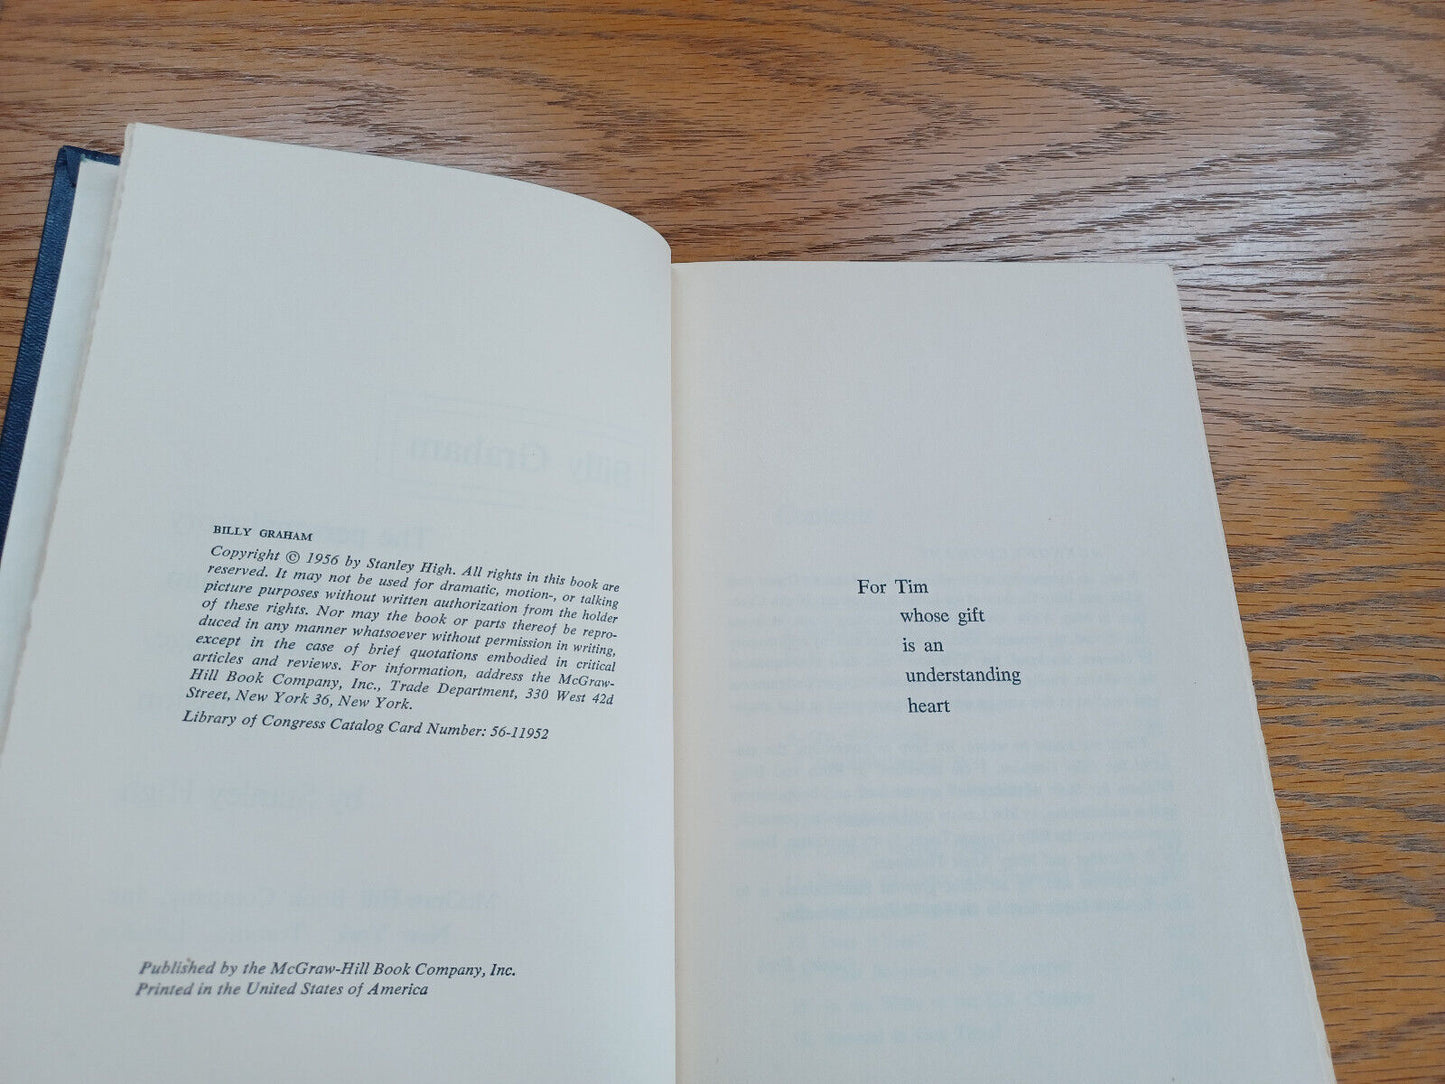 BILLY GRAHAM
Copyright © 1956 by Stanley High. All rights in this book are
reserved. It may not be used for dramatic, motion-, or talking
picture purposes without written authorization from the holder
of these rights. Nor may the book or parts thereof be repro-
duced in any manner whatsoever without permission in writing,
except in the case of brief quotations embodied in critical
articles and reviews. For information, address the McGraw-
Hill Book Company, Inc., Trade Department, 330 West 42d
Street, New York 36, New York.
Library of Congress Catalog Card Number: 56-11952
Published by the McGraw-Hill Book Company, Inc.
Printed in the United States of America
For Tim
whose gift
is an
understanding
heart